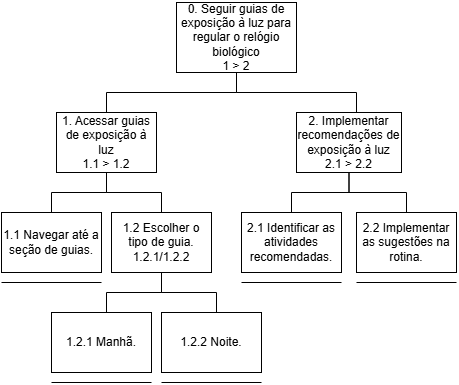 0. Seguir guias de
exposição à luz para
regular o relógio
biológico
1 > 2
1. Acessar guias
de exposição à
luz
1.1 > 1.2
2. Implementar
recomendações de
exposição à luz
2.1 > 2.2
1.1 Navegar até a
seção de guias.
1.2 Escolher o
tipo de guia.
1.2.1/1.2.2
2.1 Identificar as
atividades
recomendadas.
2.2 Implementar
as sugestões na
rotina.
1.2.1 Manhã.
1.2.2 Noite.